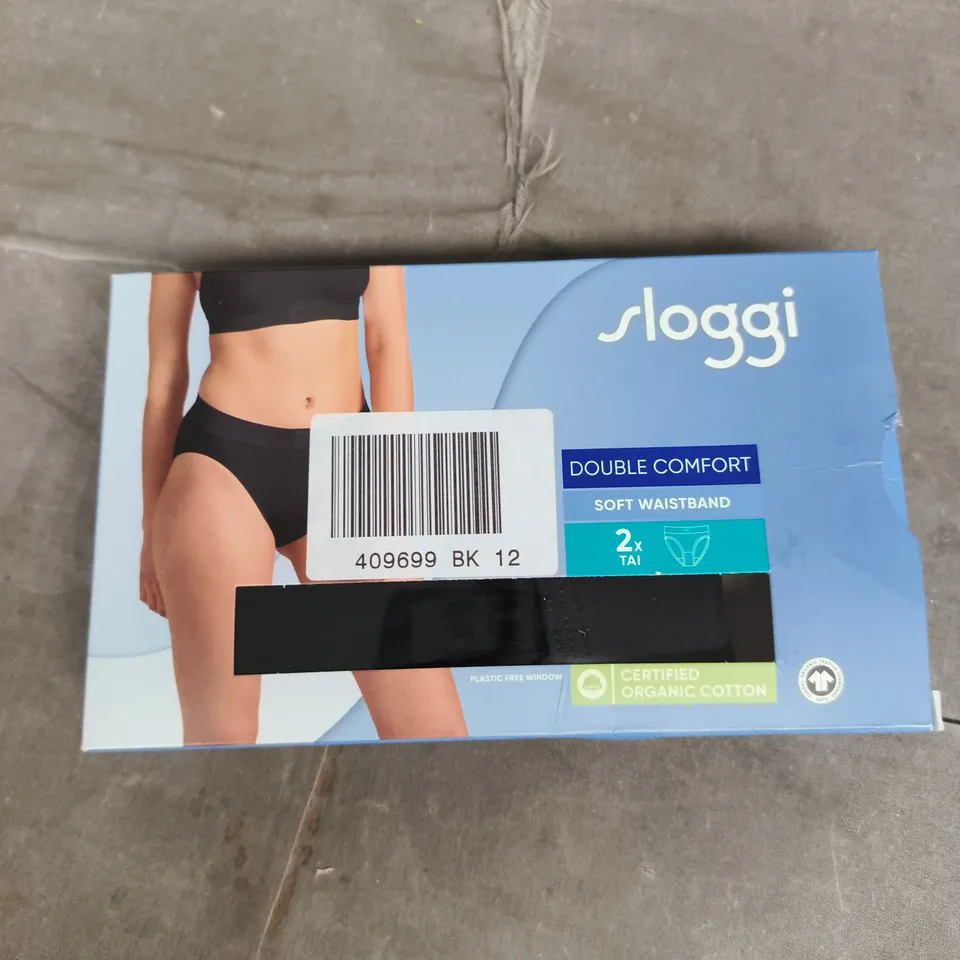 sloggi
DOUBLE COMFORT
SOFT WAISTBAND
2x
TAI
409699 BK 12
PLASTIC FREE WINDOW
CERTIFIED
ORGANIC COTTON